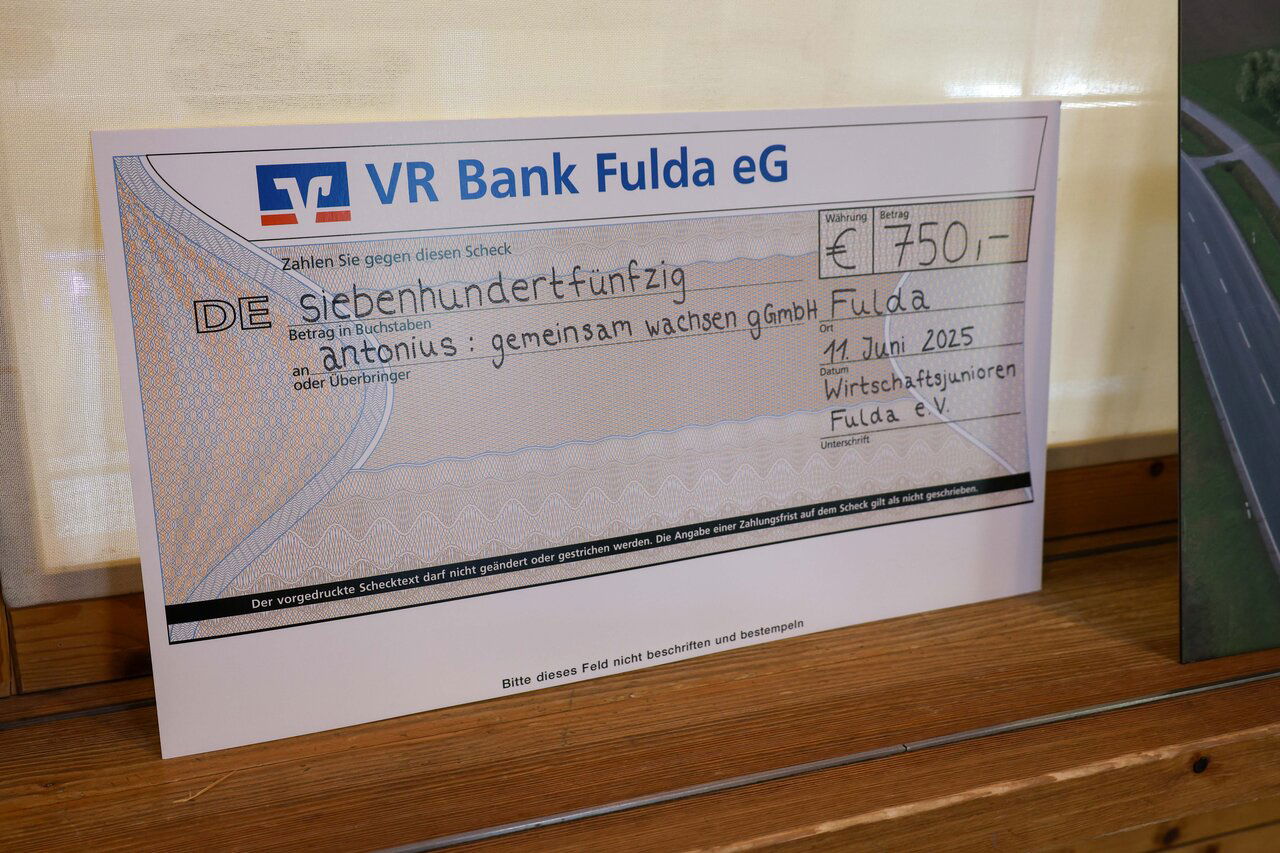 VR Bank Fulda eG
Währung
Betrag
€
750,-
Zahlen Sie gegen diesen Scheck
DE siebenhundertfünfzig
Betrag in Buchstaben
an antonius: gemeinsam wachsen gGmbH
oder Überbringer
Fulda
Ort
11. Juni 2025
Datum
Wirtschaftsjunioren
Fulda e.V.
Unterschrift
Der vorgedruckte Schecktext darf nicht geändert oder gestrichen werden. Die Angabe einer Zahlungsfrist auf dem Scheck gilt als nicht geschrieben.
Bitte dieses Feld nicht beschriften und bestempeln